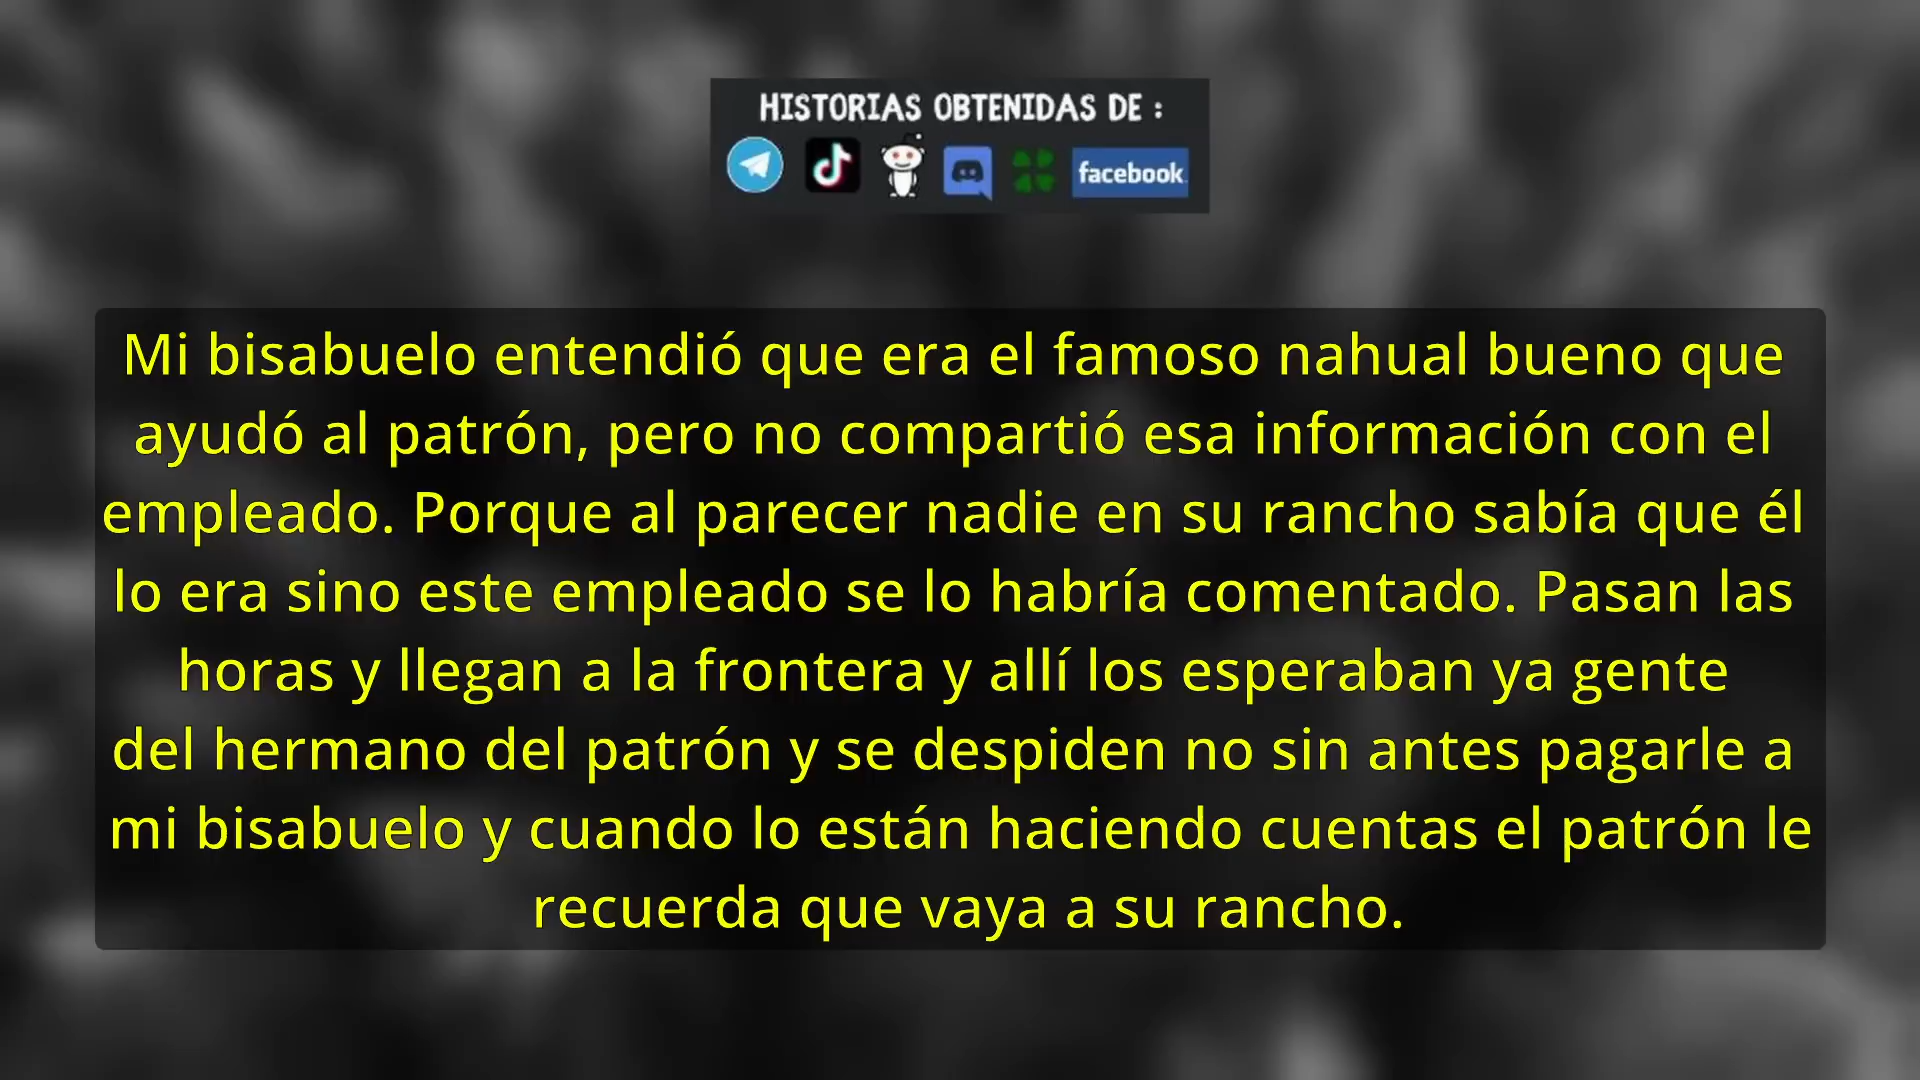 HISTORIAS OBTENIDAS DE :
facebook
Mi bisabuelo entendió que era el famoso nahual bueno que
ayudó al patrón, pero no compartió esa información con el
empleado. Porque al parecer nadie en su rancho sabía que él
lo era sino este empleado se lo habría comentado. Pasan las
horas y llegan a la frontera y allí los esperaban ya gente
del hermano del patrón y se despiden no sin antes pagarle a
mi bisabuelo y cuando lo están haciendo cuentas el patrón le
recuerda que vaya a su rancho.